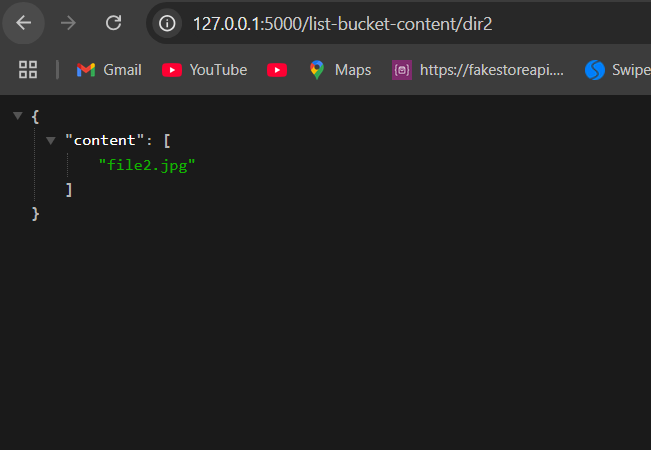 127.0.0.1:5000/list-bucket-content/dir2
Gmail YouTube Maps https://fakestoreapi.... Swipe
{
"content": [
"file2.jpg"
]
}